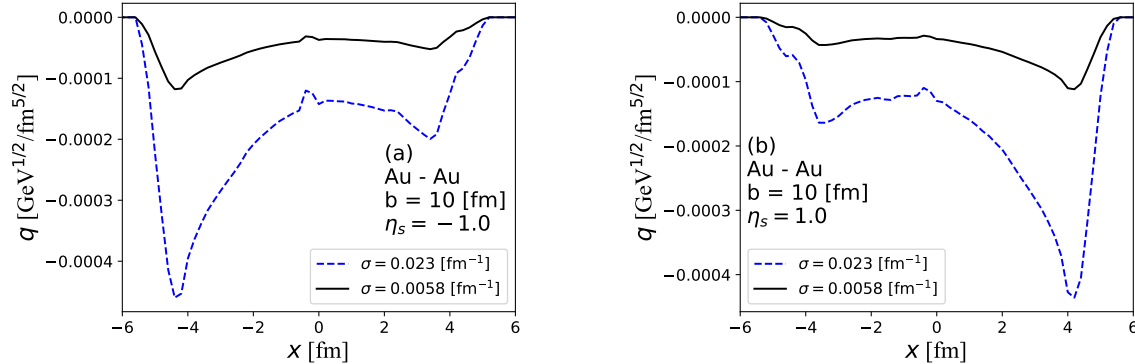 0.0000
−0.0001
−0.0002
−0.0003
−0.0004
q [GeV^{1/2}/fm^{5/2}]
(a)
Au - Au
b = 10 [fm]
η_s = −1.0
σ = 0.023 [fm⁻¹]
σ = 0.0058 [fm⁻¹]
−6 −4 −2 0 2 4 6
x [fm]
0.0000
−0.0001
−0.0002
−0.0003
−0.0004
q [GeV^{1/2}/fm^{5/2}]
(b)
Au - Au
b = 10 [fm]
η_s = 1.0
σ = 0.023 [fm⁻¹]
σ = 0.0058 [fm⁻¹]
−6 −4 −2 0 2 4 6
x [fm]